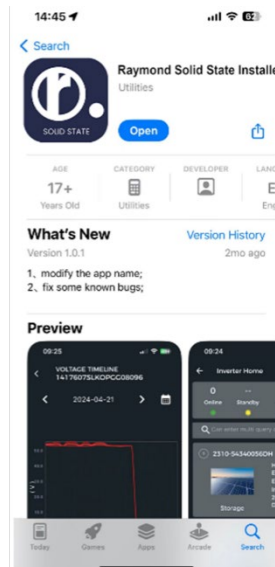 14:45
Search
Raymond Solid State Installe
Utilities
r.
SOLID STATE
Open
AGE
CATEGORY
DEVELOPER
LANG
17+
E
Years Old
Utilities
Eng
What's New
Version History
Version 1.0.1
2mo ago
1、modify the app name;
2、fix some known bugs;
Preview
09:25
VOLTAGE TIMELINE
2024-04-21
(V)
09:24
Inverter Home
0
--
Online
Standby
Storage
Today
Games
Apps
Arcade
Search